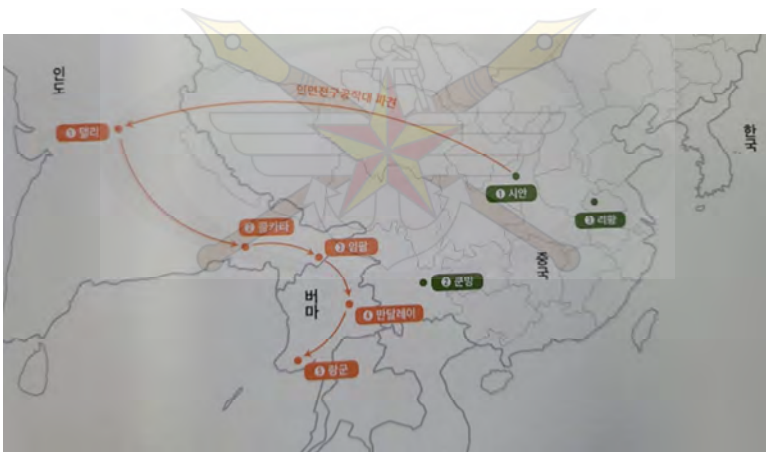 인도
인면전구공작대 파견
❶ 델리
❶ 시안
한국
❸ 리황
❷ 콜카타
❸ 임팔
중국
❷ 쿤밍
버마
❹ 만달레이
❺ 랑군